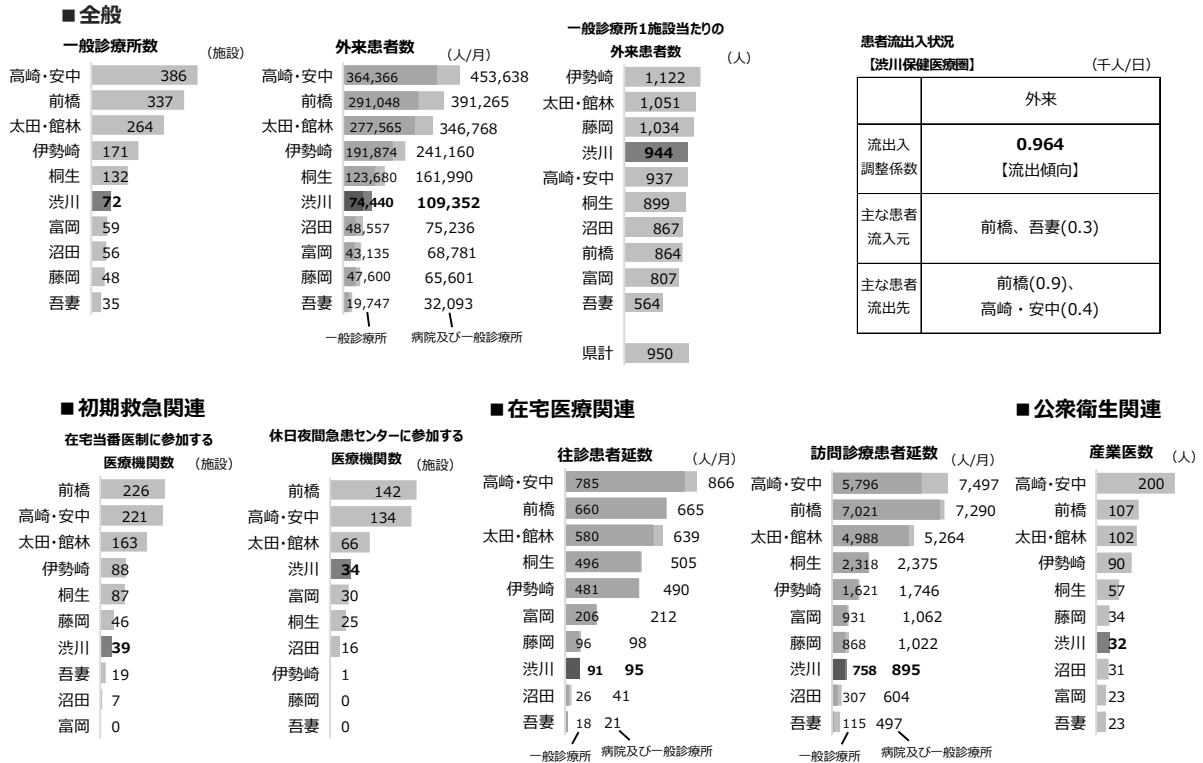 ■全般
一般診療所数 （施設）
高崎・安中 386
前橋 337
太田・館林 264
伊勢崎 171
桐生 132
渋川 72
富岡 59
沼田 56
藤岡 48
吾妻 35
外来患者数 （人/月）
高崎・安中 364,366 453,638
前橋 291,048 391,265
太田・館林 277,565 346,768
伊勢崎 191,874 241,160
桐生 123,680 161,990
渋川 74,440 109,352
沼田 48,557 75,236
富岡 43,135 68,781
藤岡 47,600 65,601
吾妻 19,747 32,093
一般診療所 病院及び一般診療所
一般診療所1施設当たりの
外来患者数 （人）
伊勢崎 1,122
太田・館林 1,051
藤岡 1,034
渋川 944
高崎・安中 937
桐生 899
沼田 867
前橋 864
富岡 807
吾妻 564
県計 950
患者流出入状況
【渋川保健医療圏】 （千人/日）
外来
流出入
調整係数
0.964
【流出傾向】
主な患者
流入元
前橋、吾妻(0.3)
主な患者
流出先
前橋(0.9)、
高崎・安中(0.4)
■初期救急関連
在宅当番医制に参加する
医療機関数 （施設）
前橋 226
高崎・安中 221
太田・館林 163
伊勢崎 88
桐生 87
藤岡 46
渋川 39
吾妻 19
沼田 7
富岡 0
休日夜間急患センターに参加する
医療機関数 （施設）
前橋 142
高崎・安中 134
太田・館林 66
渋川 34
富岡 30
桐生 25
沼田 16
伊勢崎 1
藤岡 0
吾妻 0
■在宅医療関連
往診患者延数 （人/月）
高崎・安中 785 866
前橋 660 665
太田・館林 580 639
桐生 496 505
伊勢崎 481 490
富岡 206 212
藤岡 96 98
渋川 91 95
沼田 26 41
吾妻 18 21
一般診療所 病院及び一般診療所
訪問診療患者延数 （人/月）
高崎・安中 5,796 7,497
前橋 7,021 7,290
太田・館林 4,988 5,264
桐生 2,318 2,375
伊勢崎 1,621 1,746
富岡 931 1,062
藤岡 868 1,022
渋川 758 895
沼田 307 604
吾妻 115 497
一般診療所 病院及び一般診療所
■公衆衛生関連
産業医数 （人）
高崎・安中 200
前橋 107
太田・館林 102
伊勢崎 90
桐生 57
藤岡 34
渋川 32
沼田 31
富岡 23
吾妻 23